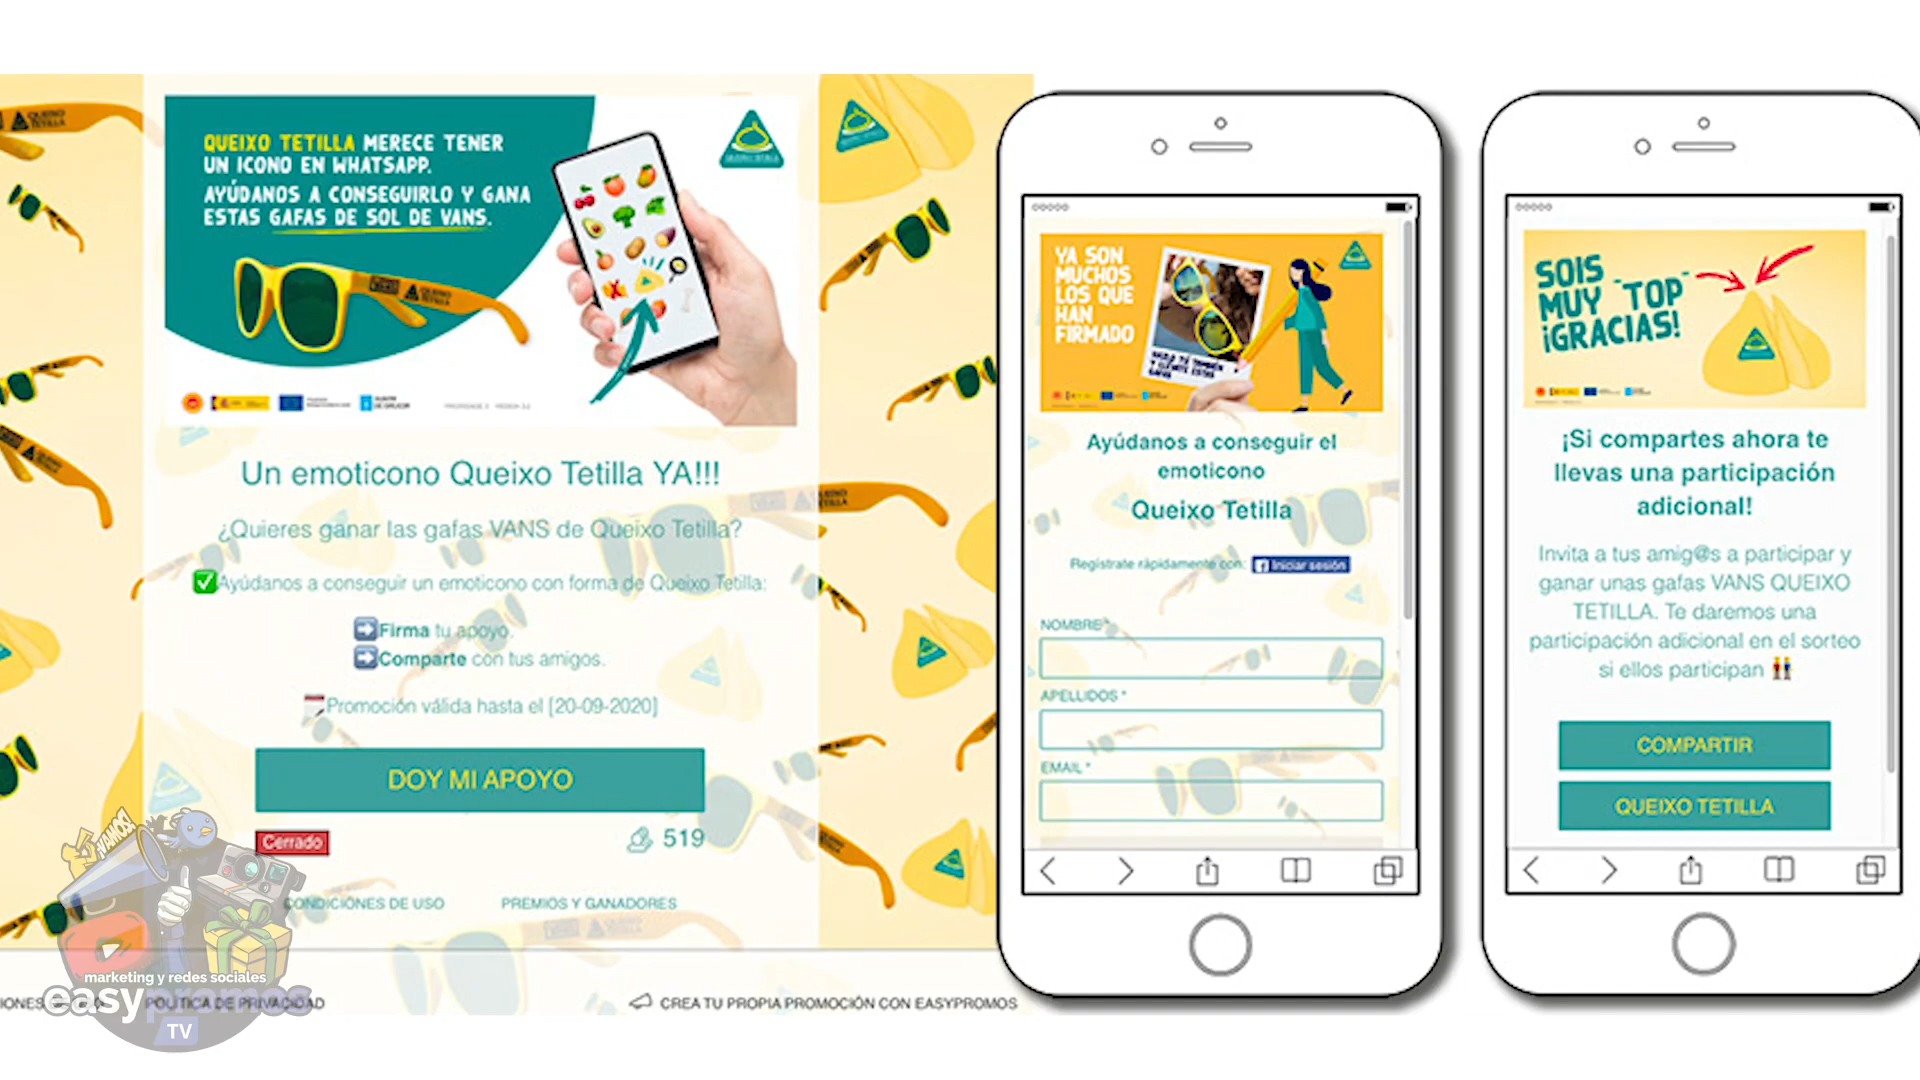 QUEIXO TETILLA MERECE TENER
UN ICONO EN WHATSAPP.
AYÚDANOS A CONSEGUIRLO Y GANA
ESTAS GAFAS DE SOL DE VANS.
QUEIXO TETILLA
Un emoticono Queixo Tetilla YA!!!
¿Quieres ganar las gafas VANS de Queixo Tetilla?
Ayúdanos a conseguir un emoticono con forma de Queixo Tetilla:
Firma tu apoyo.
Comparte con tus amigos.
Promoción válida hasta el [20-09-2020]
DOY MI APOYO
Cerrado
519
CONDICIONES DE USO
PREMIOS Y GANADORES
POLÍTICA DE PRIVACIDAD
CREA TU PROPIA PROMOCIÓN CON EASYPROMOS
¡VAMOS!
marketing y redes sociales
easypromos
TV
YA SON
MUCHOS
LOS QUE
HAN
FIRMADO
Ayúdanos a conseguir el
emoticono
Queixo Tetilla
Regístrate rápidamente con: Iniciar sesión
NOMBRE *
APELLIDOS *
EMAIL *
SOIS
MUY "TOP"
¡GRACIAS!
¡Si compartes ahora te
llevas una participación
adicional!
Invita a tus amig@s a participar y
ganar unas gafas VANS QUEIXO
TETILLA. Te daremos una
participación adicional en el sorteo
si ellos participan
COMPARTIR
QUEIXO TETILLA